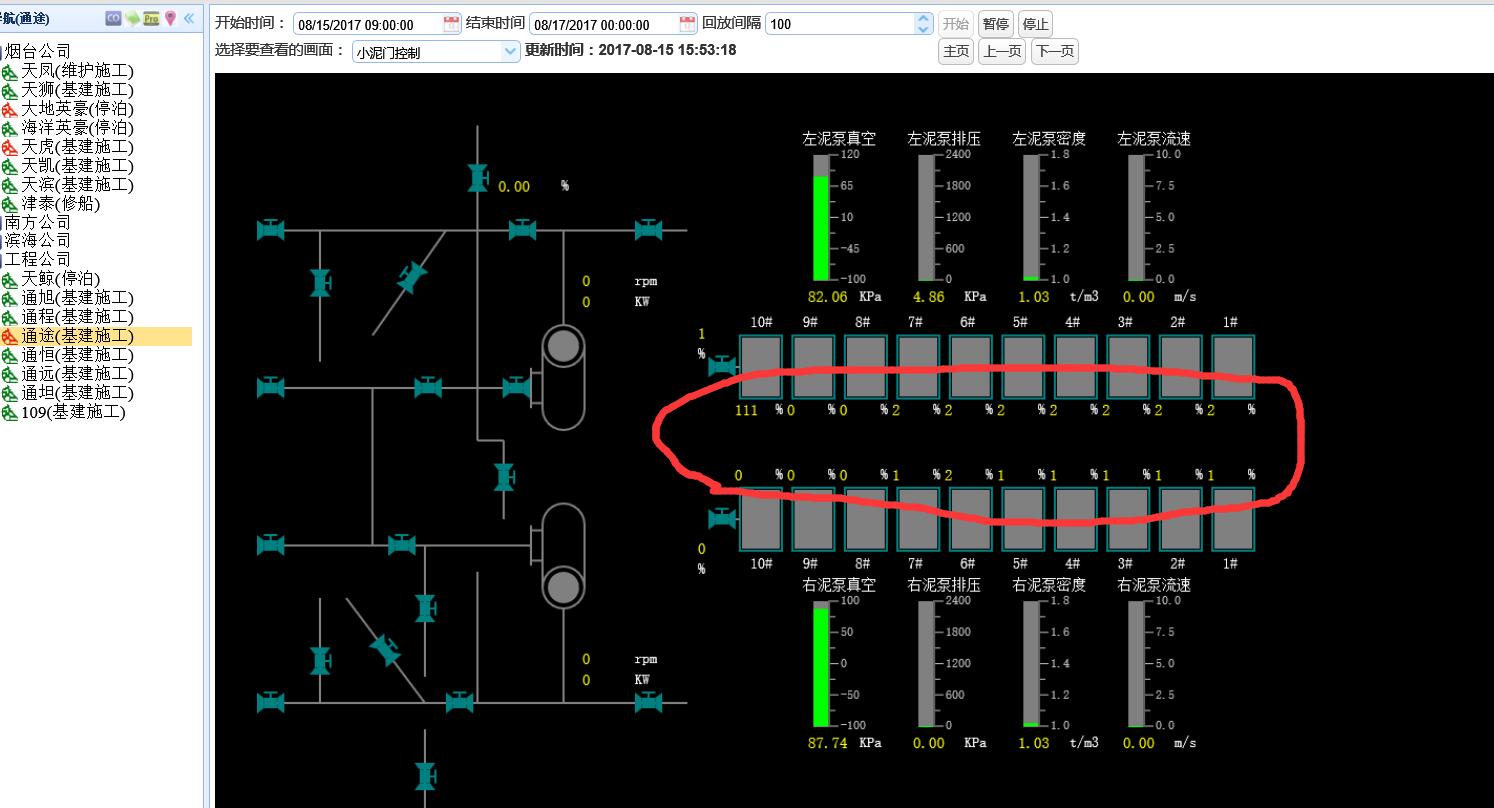 航(通途)
CO
Pro
烟台公司
天凤(维护施工)
天狮(基建施工)
大地英豪(停泊)
海洋英豪(停泊)
天虎(基建施工)
天凯(基建施工)
天滨(基建施工)
津泰(修船)
南方公司
滨海公司
工程公司
天鲸(停泊)
通旭(基建施工)
通程(基建施工)
通途(基建施工)
通恒(基建施工)
通远(基建施工)
通坦(基建施工)
109(基建施工)
开始时间： 08/15/2017 09:00:00 结束时间 08/17/2017 00:00:00 回放间隔 100 开始 暂停 停止
选择要查看的画面： 小泥门控制 更新时间：2017-08-15 15:53:18 主页 上一页 下一页
0.00 %
0 rpm
0 KW
左泥泵真空 左泥泵排压 左泥泵密度 左泥泵流速
120 2400 1.8 10.0
65 1800 1.6 7.5
10 1200 1.4 5.0
-45 600 1.2 2.5
-100 0 1.0 0.0
82.06 KPa 4.86 KPa 1.03 t/m3 0.00 m/s
10# 9# 8# 7# 6# 5# 4# 3# 2# 1#
1
%
111 % 0 % 0 % 2 % 2 % 2 % 2 % 2 % 2 % 2 %
0 % 0 % 0 % 1 % 2 % 1 % 1 % 1 % 1 % 1 %
0
%
10# 9# 8# 7# 6# 5# 4# 3# 2# 1#
右泥泵真空 右泥泵排压 右泥泵密度 右泥泵流速
100 2400 1.8 10.0
50 1800 1.6 7.5
0 1200 1.4 5.0
-50 600 1.2 2.5
-100 0 1.0 0.0
87.74 KPa 0.00 KPa 1.03 t/m3 0.00 m/s
0 rpm
0 KW